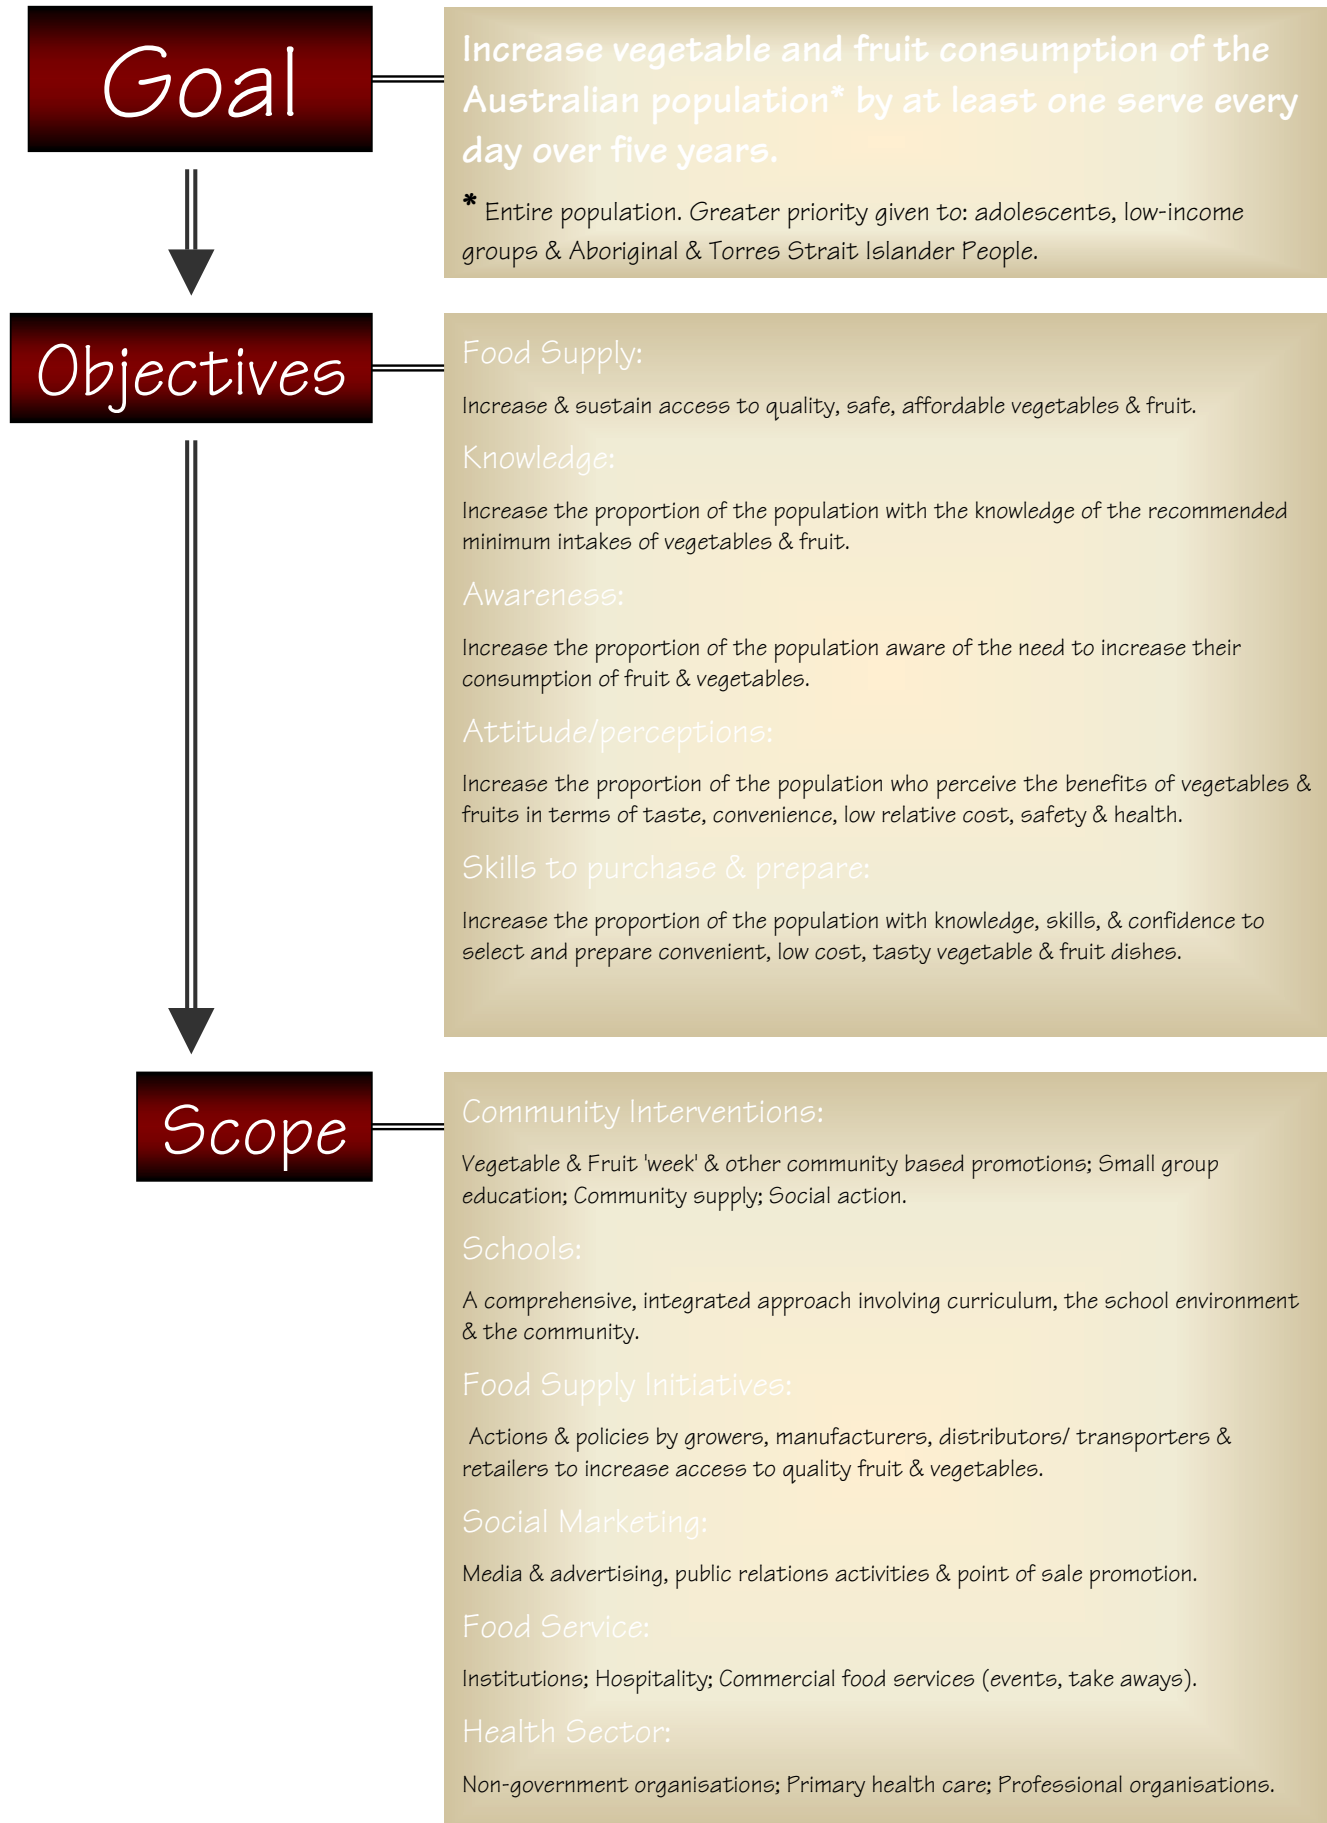 Goal
Increase vegetable and fruit consumption of the
Australian population* by at least one serve every
day over five years.
* Entire population. Greater priority given to: adolescents, low-income
groups & Aboriginal & Torres Strait Islander People.
Objectives
Food Supply:
Increase & sustain access to quality, safe, affordable vegetables & fruit.
Knowledge:
Increase the proportion of the population with the knowledge of the recommended
minimum intakes of vegetables & fruit.
Awareness:
Increase the proportion of the population aware of the need to increase their
consumption of fruit & vegetables.
Attitude/perceptions:
Increase the proportion of the population who perceive the benefits of vegetables &
fruits in terms of taste, convenience, low relative cost, safety & health.
Skills to purchase & prepare:
Increase the proportion of the population with knowledge, skills, & confidence to
select and prepare convenient, low cost, tasty vegetable & fruit dishes.
Scope
Community Interventions:
Vegetable & Fruit 'week' & other community based promotions; Small group
education; Community supply; Social action.
Schools:
A comprehensive, integrated approach involving curriculum, the school environment
& the community.
Food Supply Initiatives:
Actions & policies by growers, manufacturers, distributors/ transporters &
retailers to increase access to quality fruit & vegetables.
Social Marketing:
Media & advertising, public relations activities & point of sale promotion.
Food Service:
Institutions; Hospitality; Commercial food services (events, take aways).
Health Sector:
Non-government organisations; Primary health care; Professional organisations.